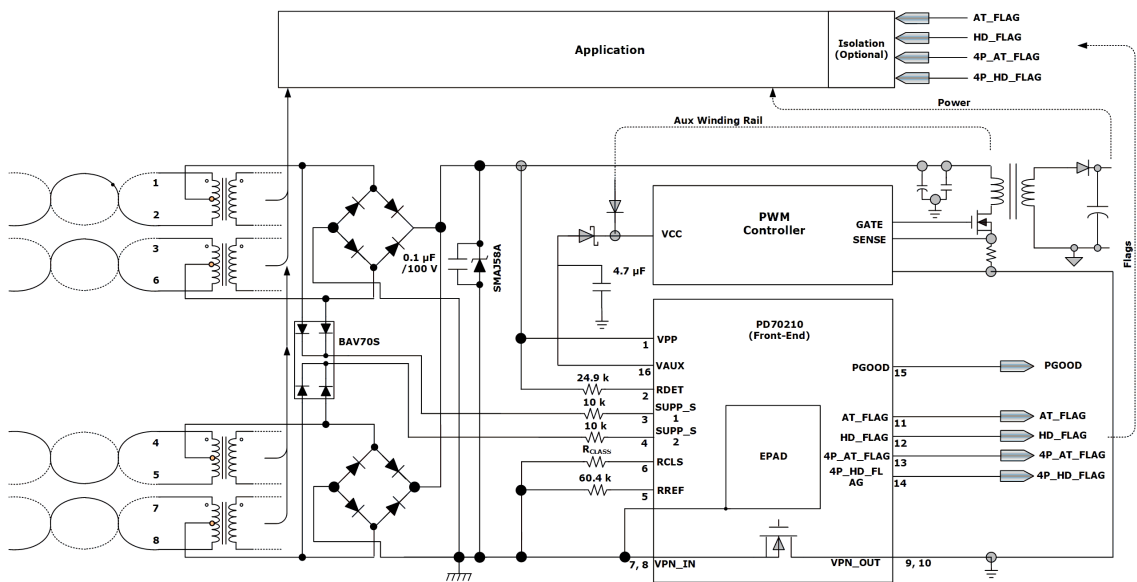 AT_FLAG
HD_FLAG
4P_AT_FLAG
4P_HD_FLAG
Application
Isolation
(Optional)
Power
Aux Winding Rail
1
2
3
6
PWM
Controller
GATE
SENSE
VCC
0.1 µF
/100 V
SMAJ58A
4.7 µF
Flags
BAV70S
PD70210
(Front-End)
1
VPP
16
VAUX
24.9 k
2
RDET
10 k
3
SUPP_S
1
10 k
4
SUPP_S
2
RCLASS
6
RCLS
60.4 k
5
RREF
EPAD
PGOOD
15
PGOOD
AT_FLAG
11
AT_FLAG
HD_FLAG
12
HD_FLAG
4P_AT_FLAG
13
4P_AT_FLAG
4P_HD_FL
AG
14
4P_HD_FLAG
4
5
7
8
7, 8
VPN_IN
VPN_OUT
9, 10